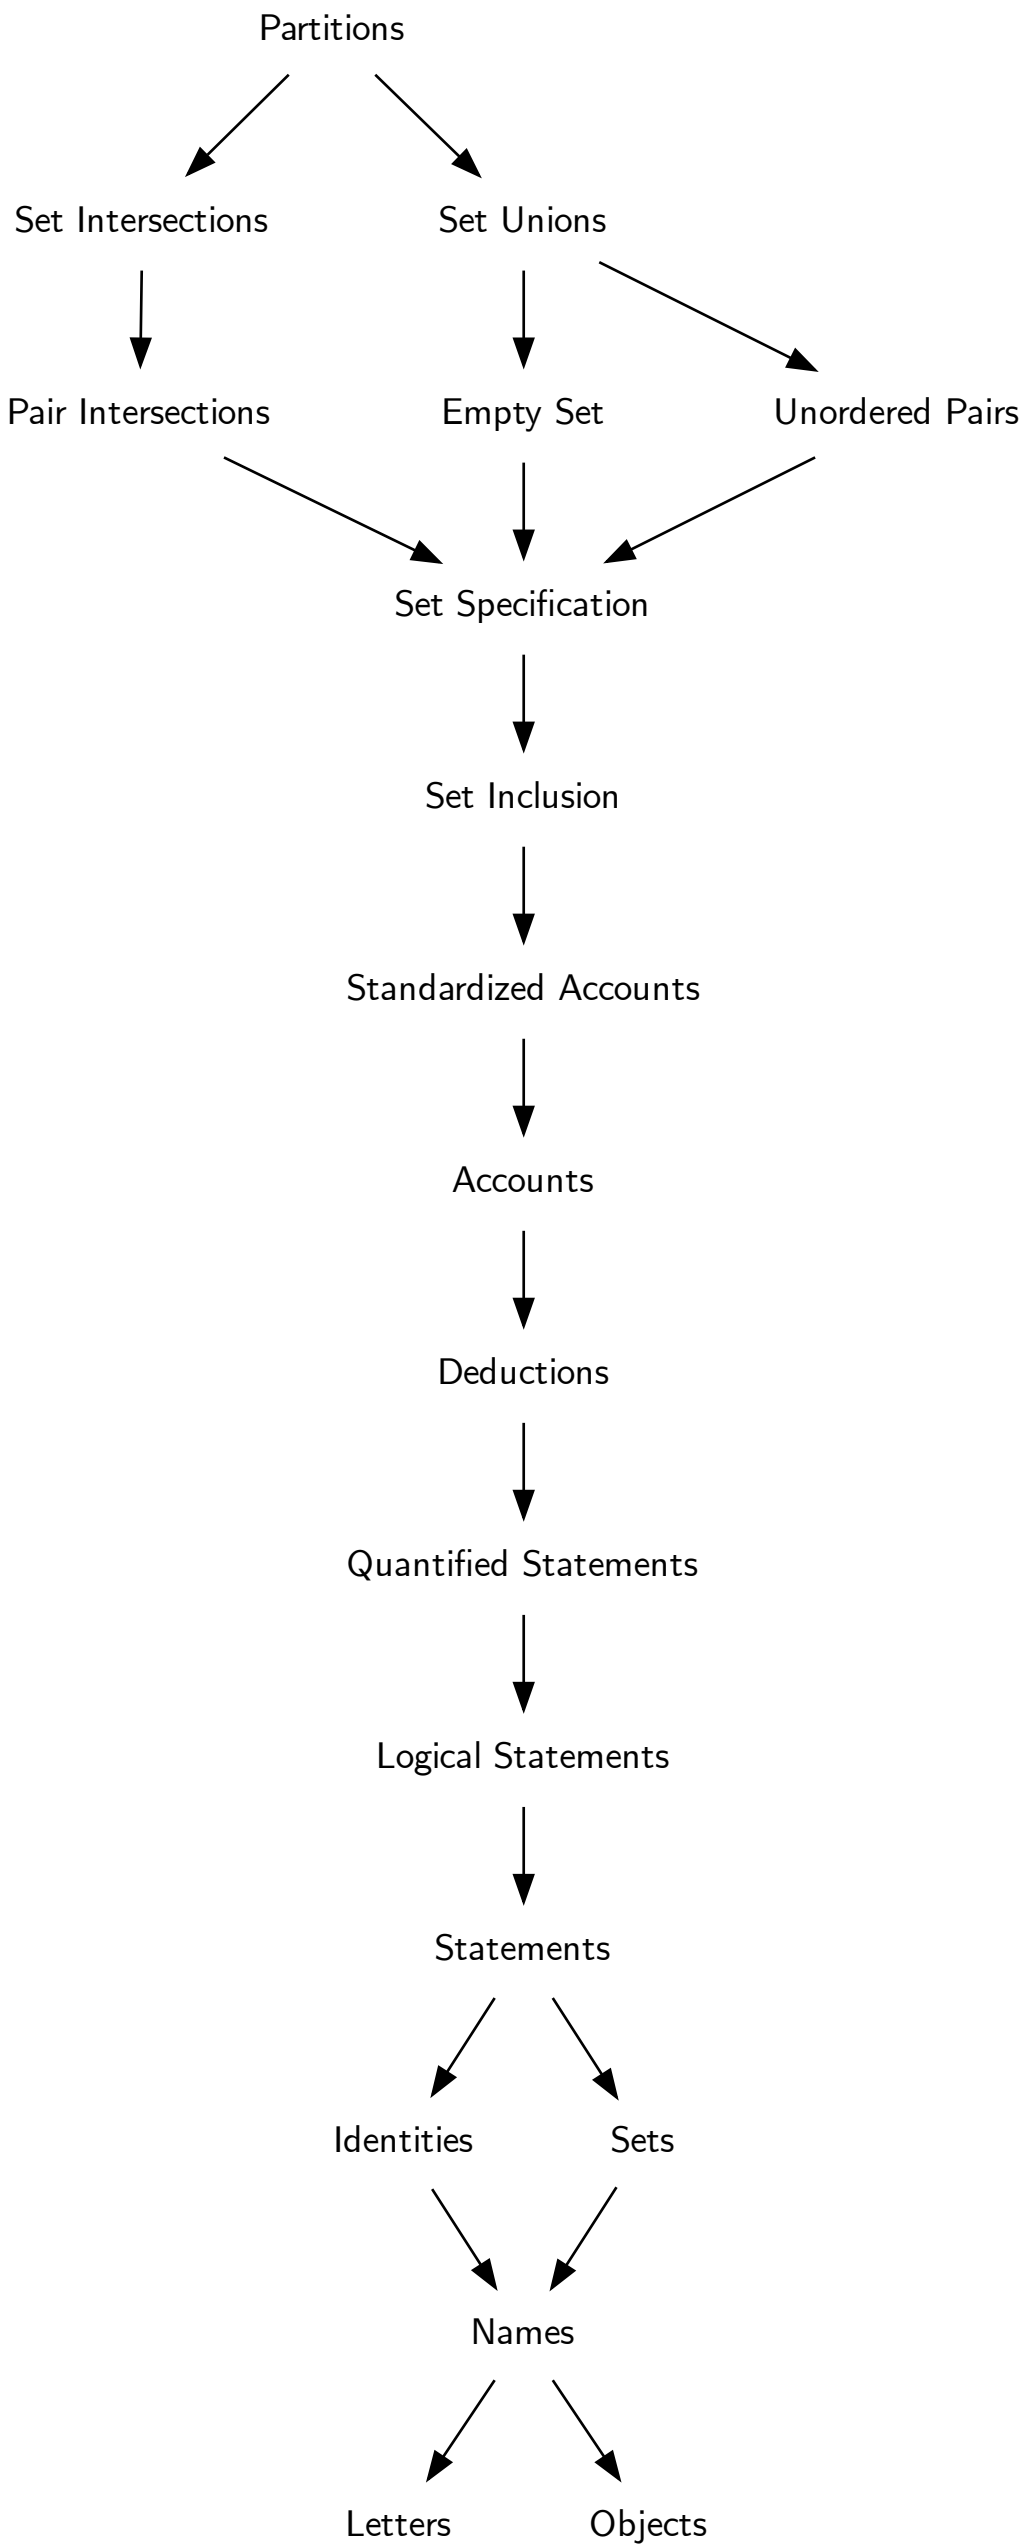 Partitions
Set Intersections
Set Unions
Pair Intersections
Empty Set
Unordered Pairs
Set Specification
Set Inclusion
Standardized Accounts
Accounts
Deductions
Quantified Statements
Logical Statements
Statements
Identities
Sets
Names
Letters
Objects